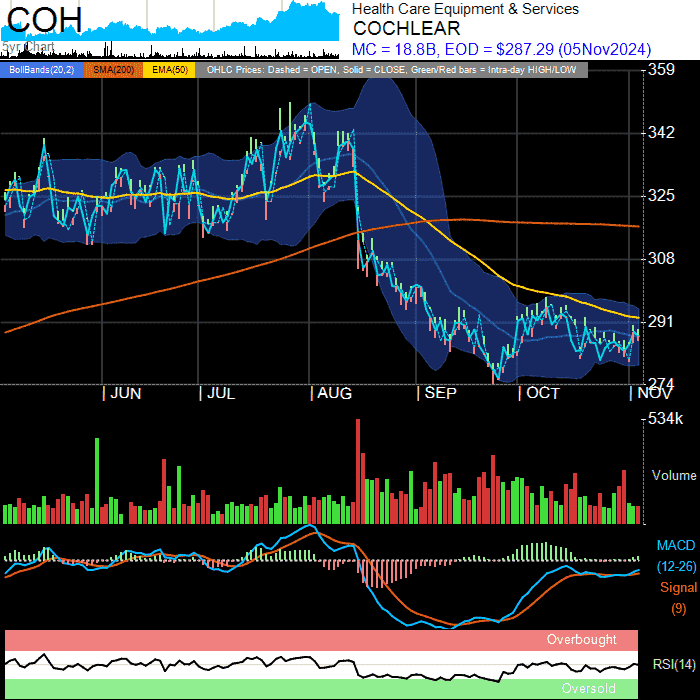 COH
5yr Chart
Health Care Equipment & Services
COCHLEAR
MC = 18.8B, EOD = $287.29 (05Nov2024)
BollBands(20,2) SMA(200) EMA(50) OHLC Prices: Dashed = OPEN, Solid = CLOSE, Green/Red bars = Intra-day HIGH/LOW
359
342
325
308
291
274
| JUN | JUL | AUG | SEP | OCT | NOV
534k
Volume
MACD
(12-26)
Signal
(9)
Overbought
RSI(14)
Oversold